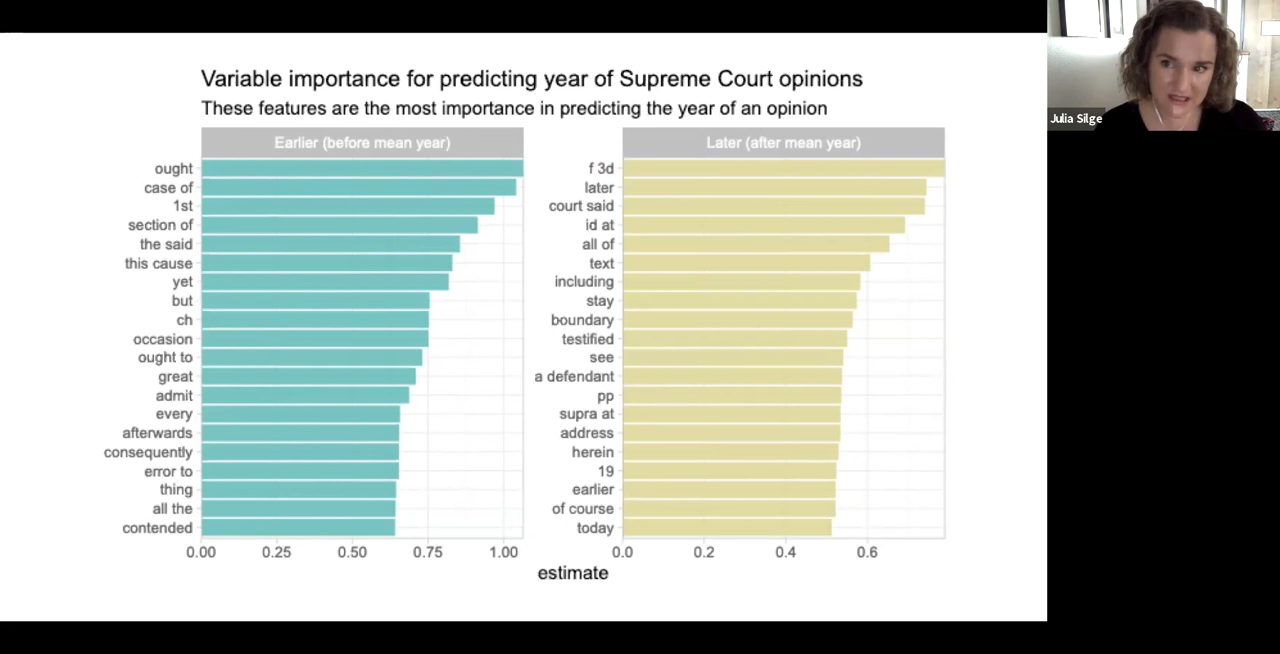 Variable importance for predicting year of Supreme Court opinions
These features are the most importance in predicting the year of an opinion
Earlier (before mean year)
ought
case of
1st
section of
the said
this cause
yet
but
ch
occasion
ought to
great
admit
every
afterwards
consequently
error to
thing
all the
contended
0.00 0.25 0.50 0.75 1.00
Later (after mean year)
f 3d
later
court said
id at
all of
text
including
stay
boundary
testified
see
a defendant
pp
supra at
address
herein
19
earlier
of course
today
0.0 0.2 0.4 0.6
estimate
Julia Silge